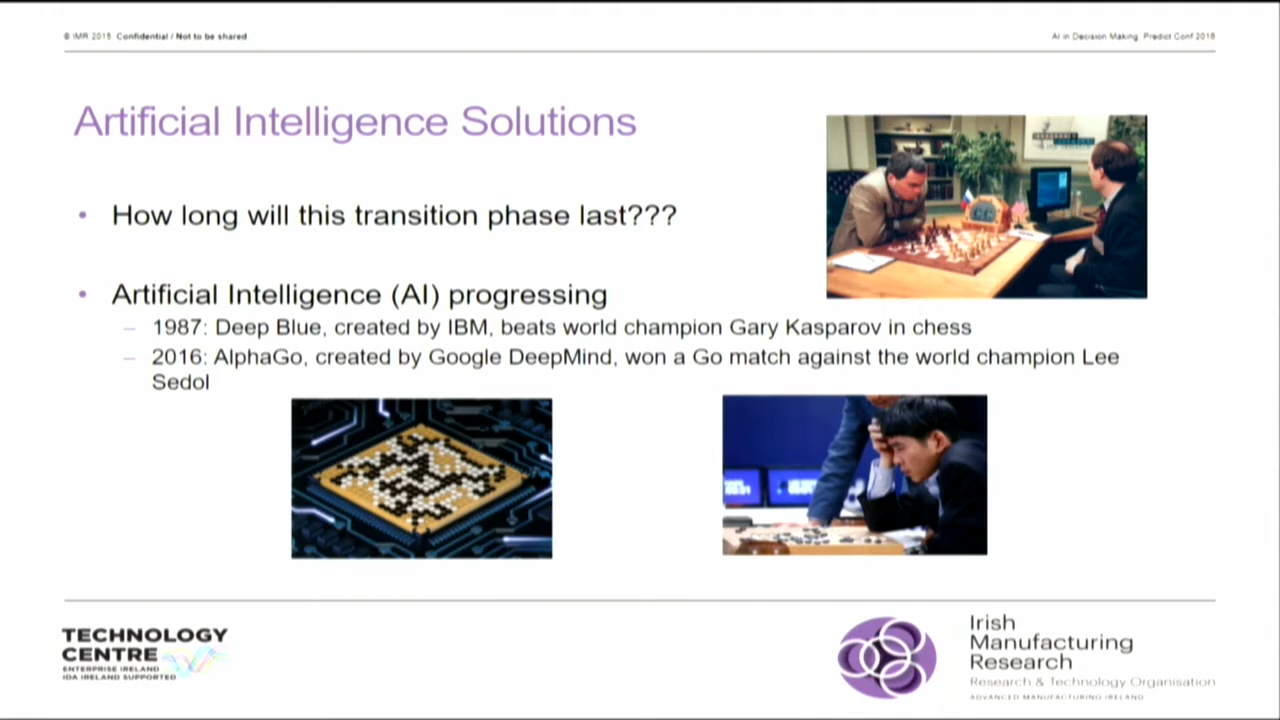 © IMR 2016 Confidential / Not to be shared
AI in Decision Making Predict Conf 2016
Artificial Intelligence Solutions
• How long will this transition phase last???
• Artificial Intelligence (AI) progressing
– 1987: Deep Blue, created by IBM, beats world champion Gary Kasparov in chess
– 2016: AlphaGo, created by Google DeepMind, won a Go match against the world champion Lee
Sedol
TECHNOLOGY
CENTRE
ENTERPRISE IRELAND
IDA IRELAND SUPPORTED
Irish
Manufacturing
Research
Research & Technology Organisation
ADVANCED MANUFACTURING IRELAND